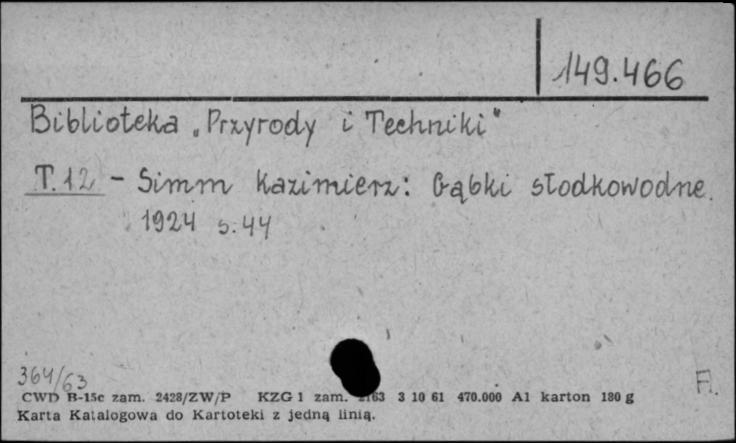 149.466
Biblioteka „Przyrody i Techniki"
T.12 - Simm Kazimierz: Gąbki słodkowodne.
1924 s.44
364/63
CWD B-15c zam. 2428/ZW/P KZG 1 zam. 2163 3 10 61 470.000 A1 karton 180 g
Karta Katalogowa do Kartoteki z jedną linią.